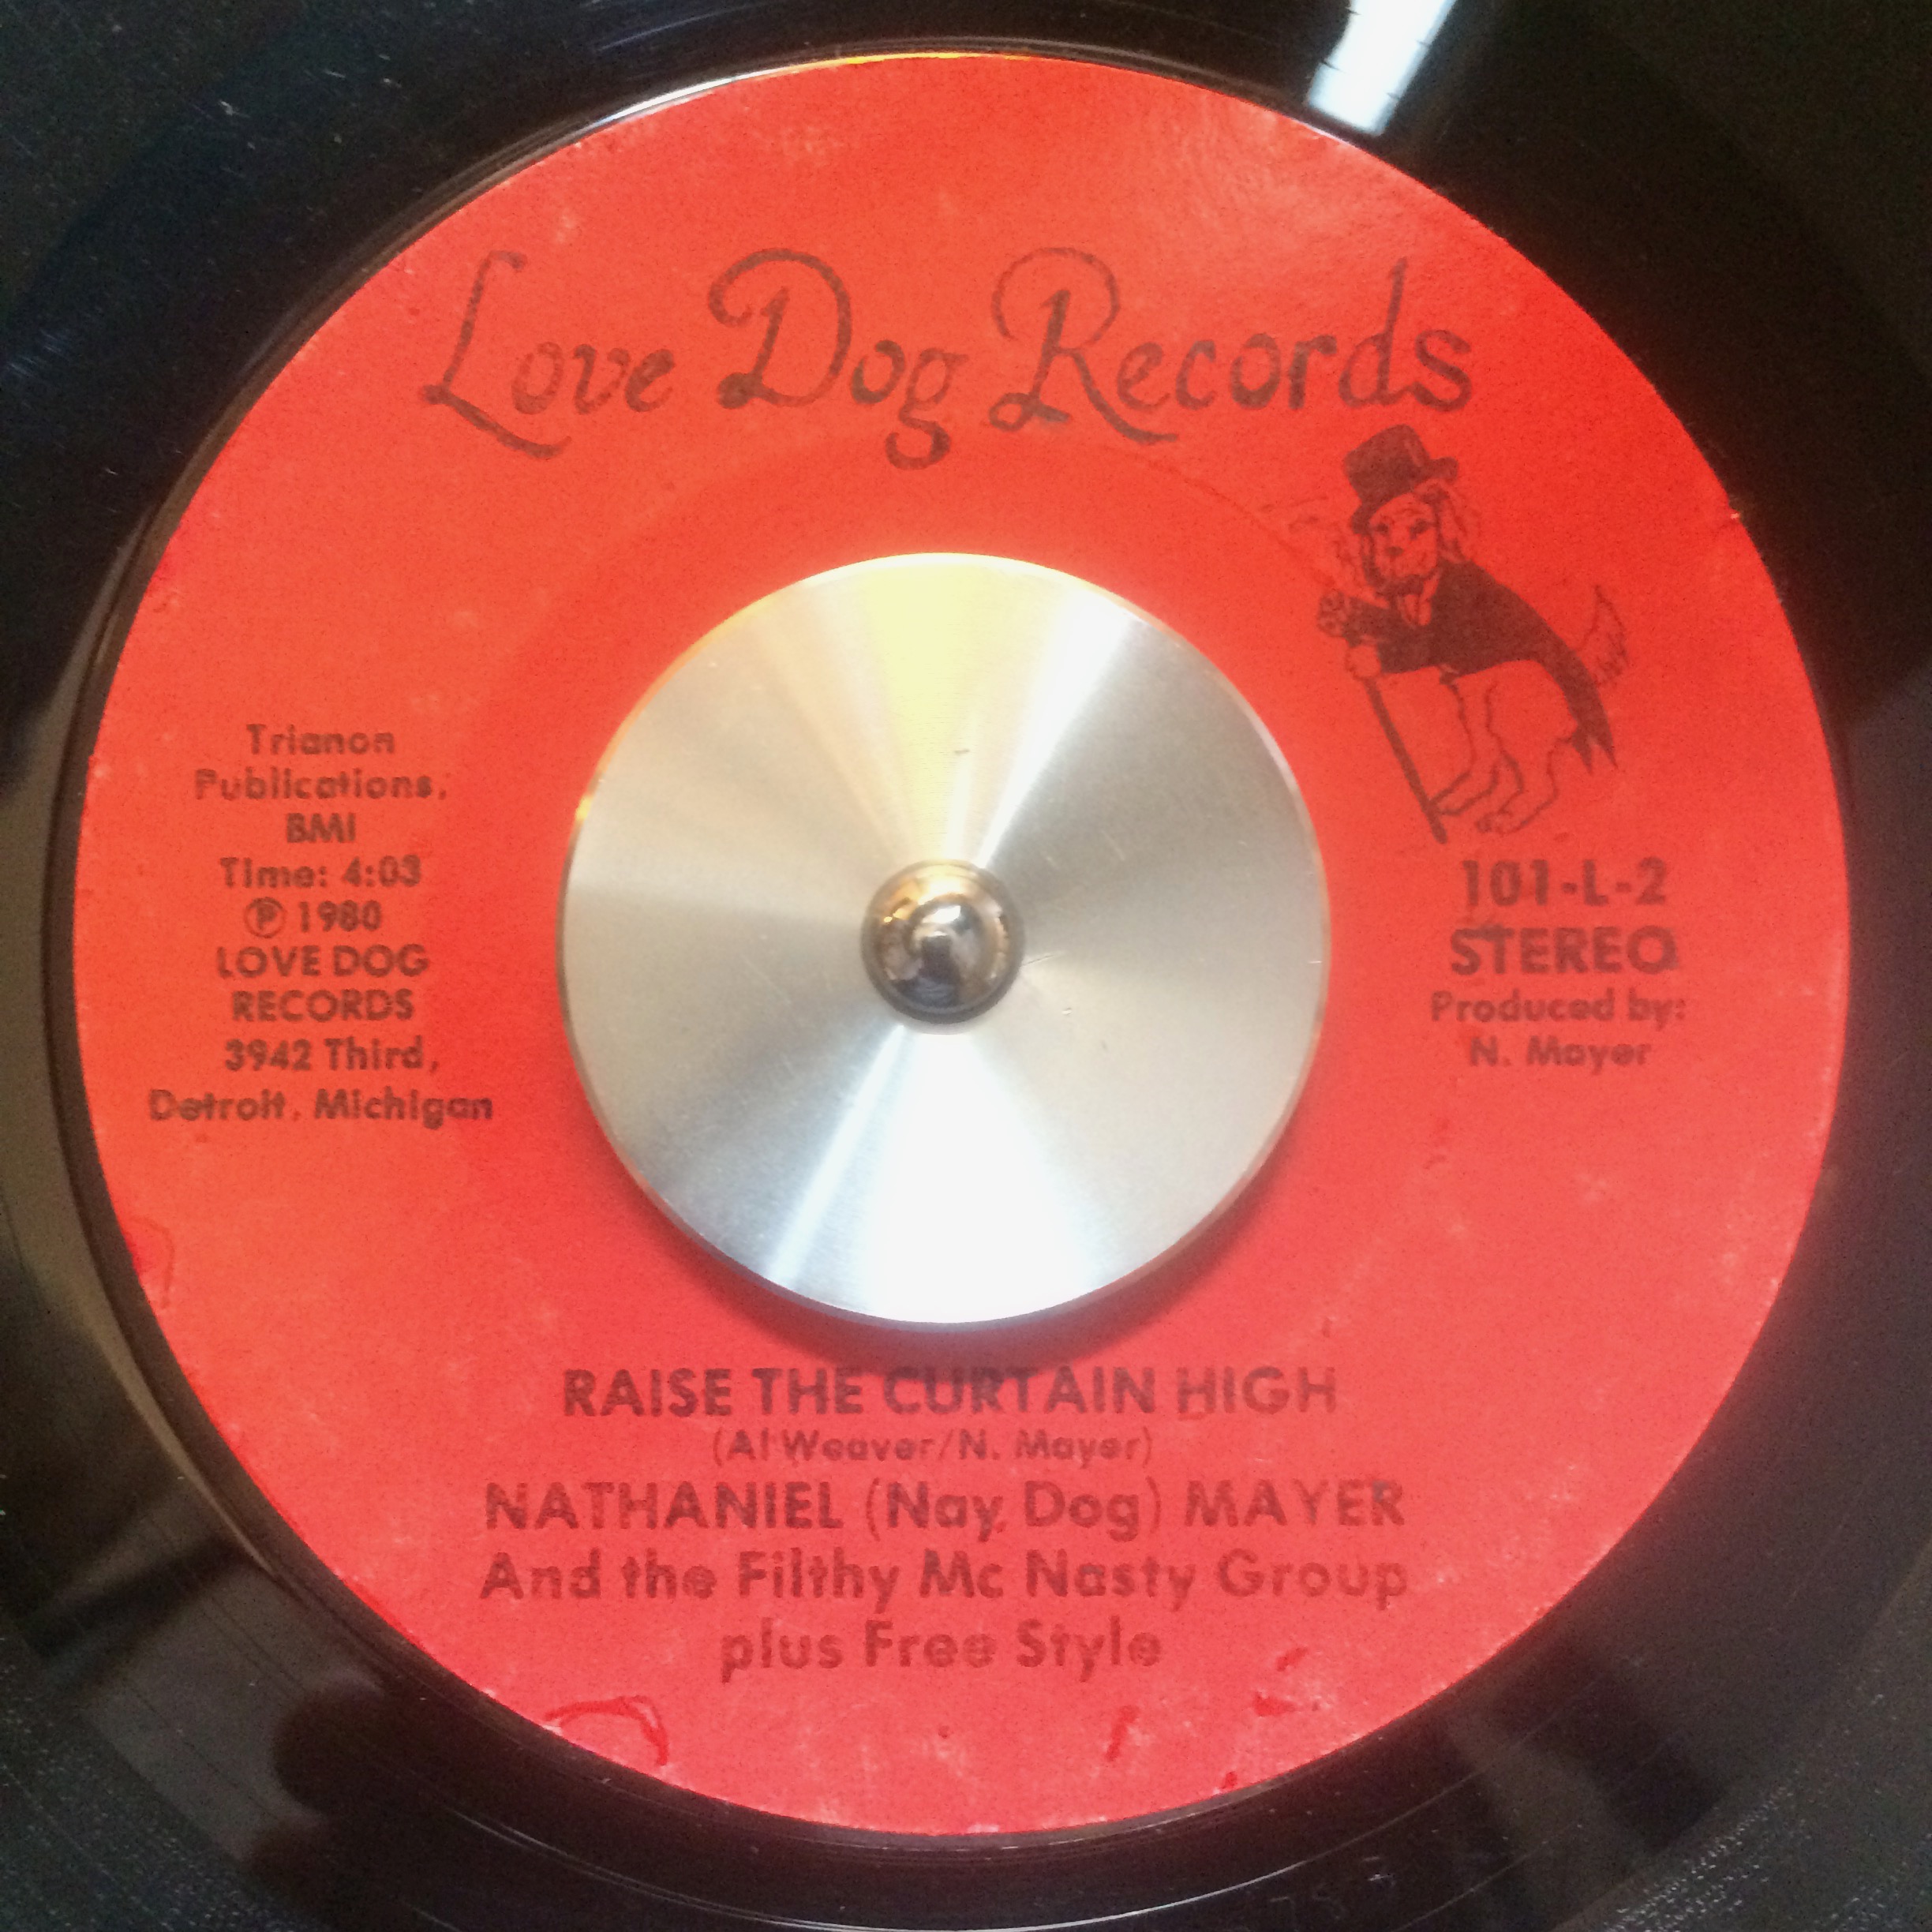 Love Dog Records
Trianon
Publications,
BMI
Time: 4:03
℗ 1980
LOVE DOG
RECORDS
3942 Third,
Detroit, Michigan
101-L-2
STEREO
Produced by:
N. Mayer
RAISE THE CURTAIN HIGH
(Al Weaver/N. Mayer)
NATHANIEL (Nay Dog) MAYER
And the Filthy Mc Nasty Group
plus Free Style